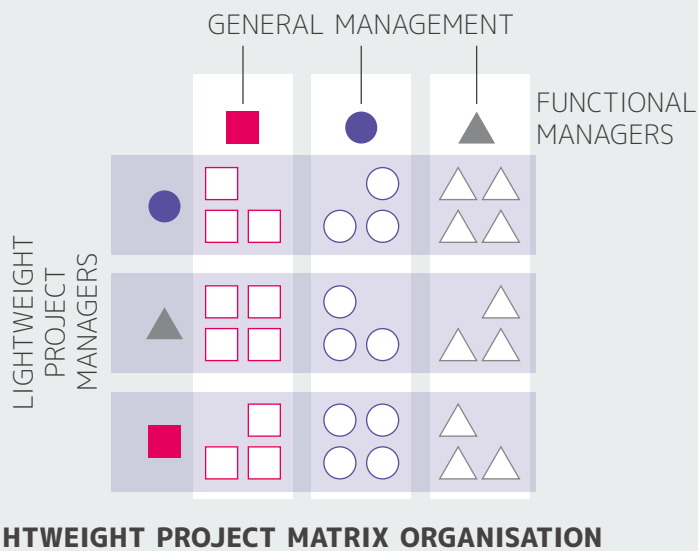 GENERAL MANAGEMENT
FUNCTIONAL
MANAGERS
LIGHTWEIGHT
PROJECT
MANAGERS
HTWEIGHT PROJECT MATRIX ORGANISATION